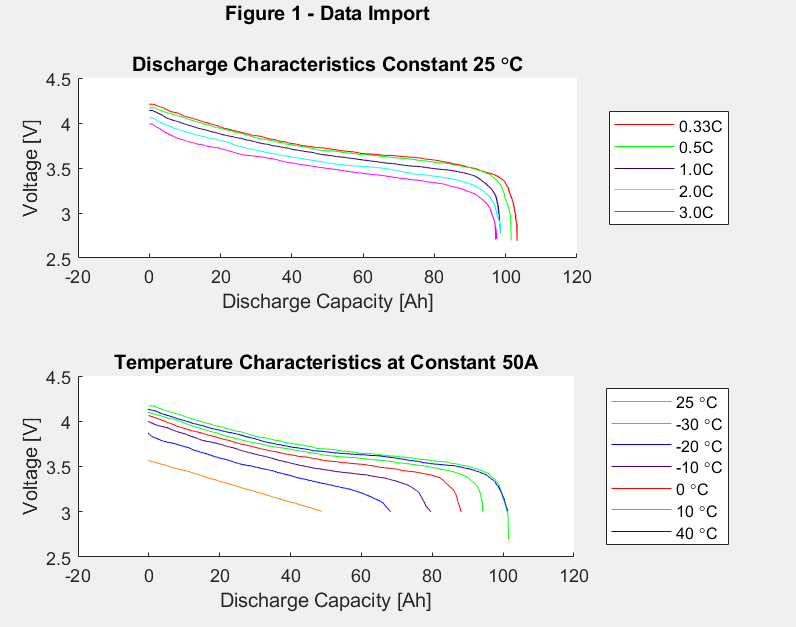 Figure 1 - Data Import
Discharge Characteristics Constant 25 °C
4.5
4
3.5
3
2.5
Voltage [V]
-20 0 20 40 60 80 100 120
Discharge Capacity [Ah]
0.33C
0.5C
1.0C
2.0C
3.0C
Temperature Characteristics at Constant 50A
4.5
4
3.5
3
2.5
Voltage [V]
-20 0 20 40 60 80 100 120
Discharge Capacity [Ah]
25 °C
-30 °C
-20 °C
-10 °C
0 °C
10 °C
40 °C